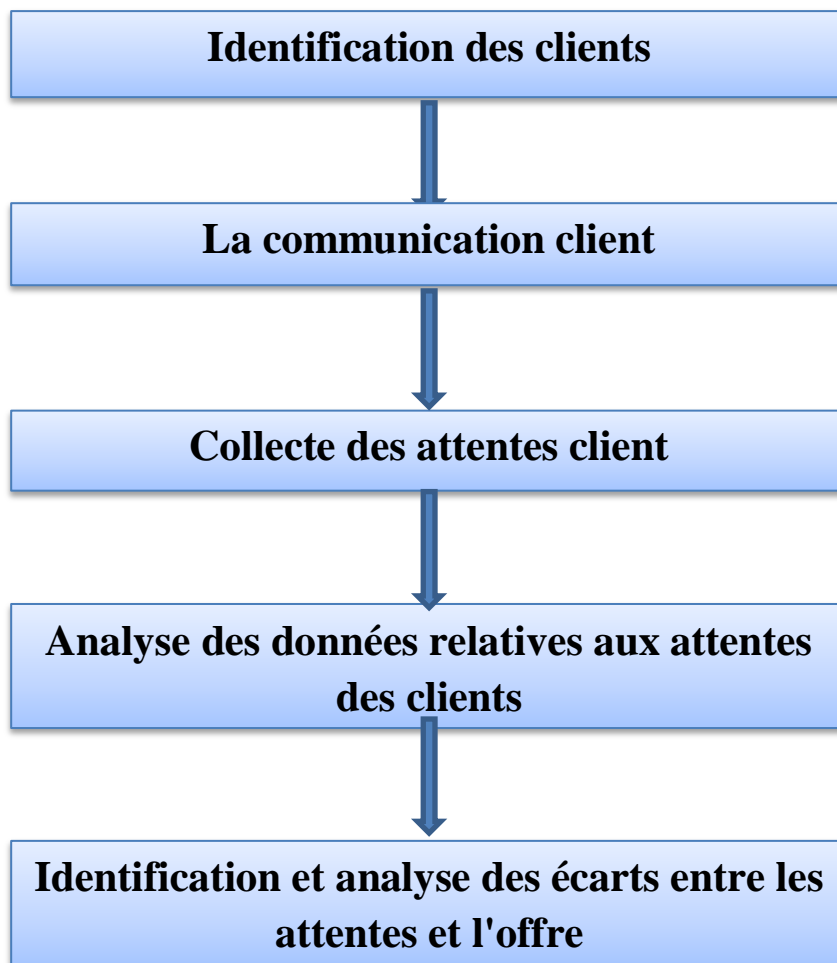 Identification des clients
La communication client
Collecte des attentes client
Analyse des données relatives aux attentes
des clients
Identification et analyse des écarts entre les
attentes et l'offre